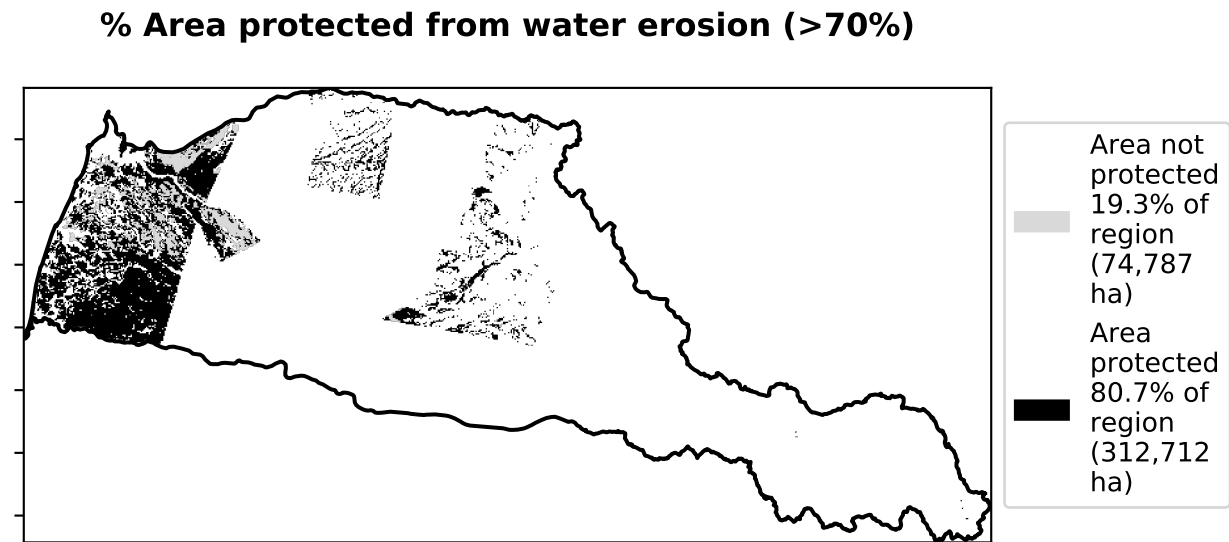 % Area protected from water erosion (>70%)
Area not
protected
19.3% of
region
(74,787
ha)
Area
protected
80.7% of
region
(312,712
ha)